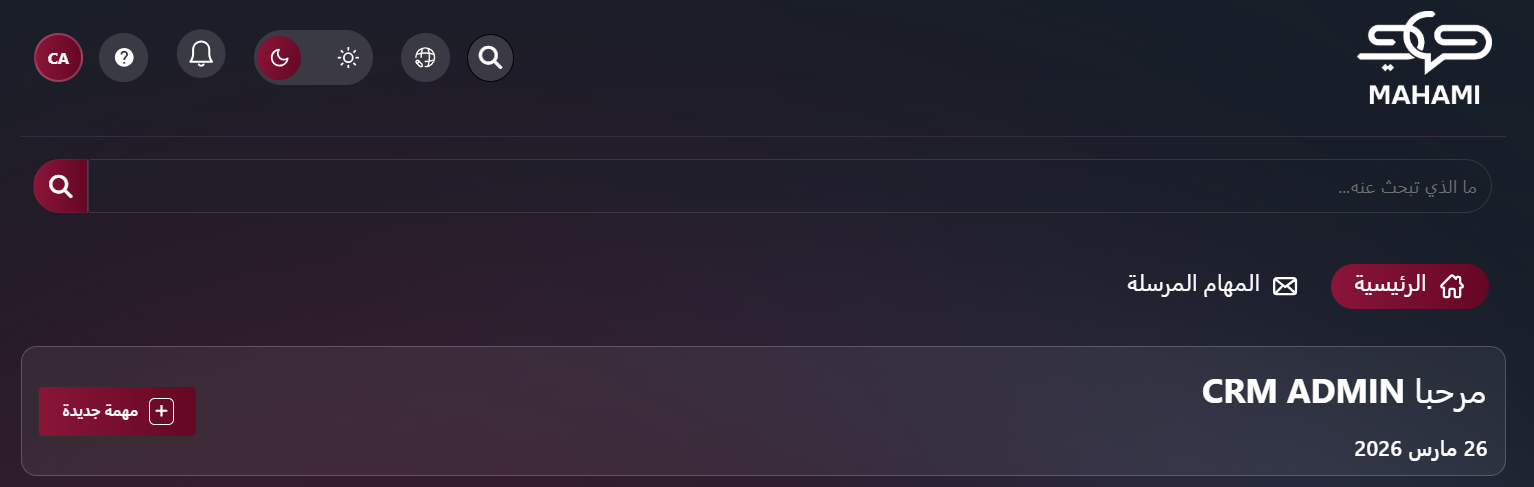 MAHAMI
CA
ما الذي تبحث عنه...
الرئيسية
المهام المرسلة
مرحبا CRM ADMIN
26 مارس 2026
مهمة جديدة